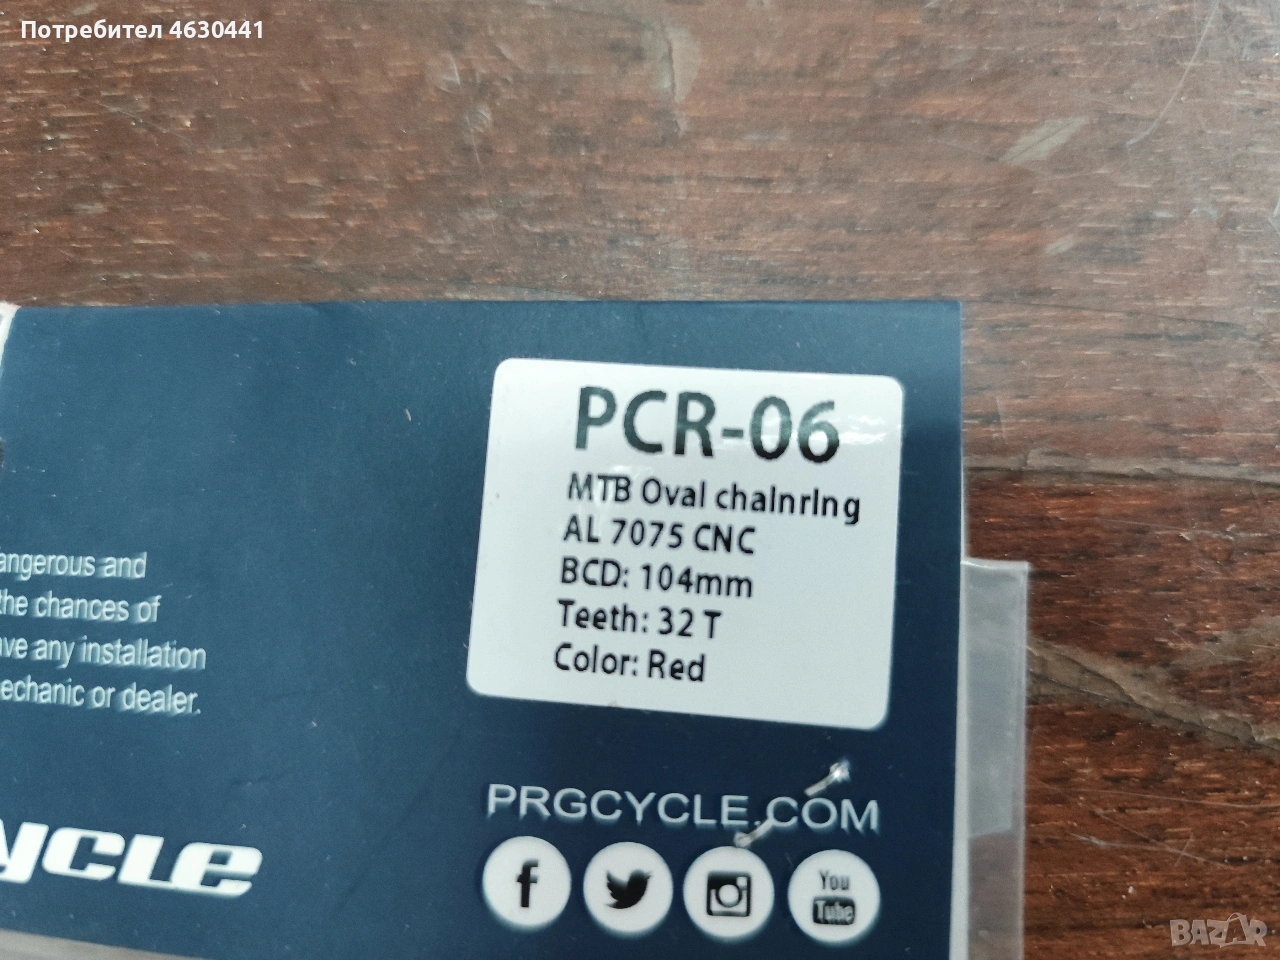 Потребител 4630441
PCR-06
MTB Oval chainring
AL 7075 CNC
BCD: 104mm
Teeth: 32 T
Color: Red
angerous and
the chances of
ave any installation
echanic or dealer.
PRGCYCLE.COM
YCLE
You
Tube
BAZAR